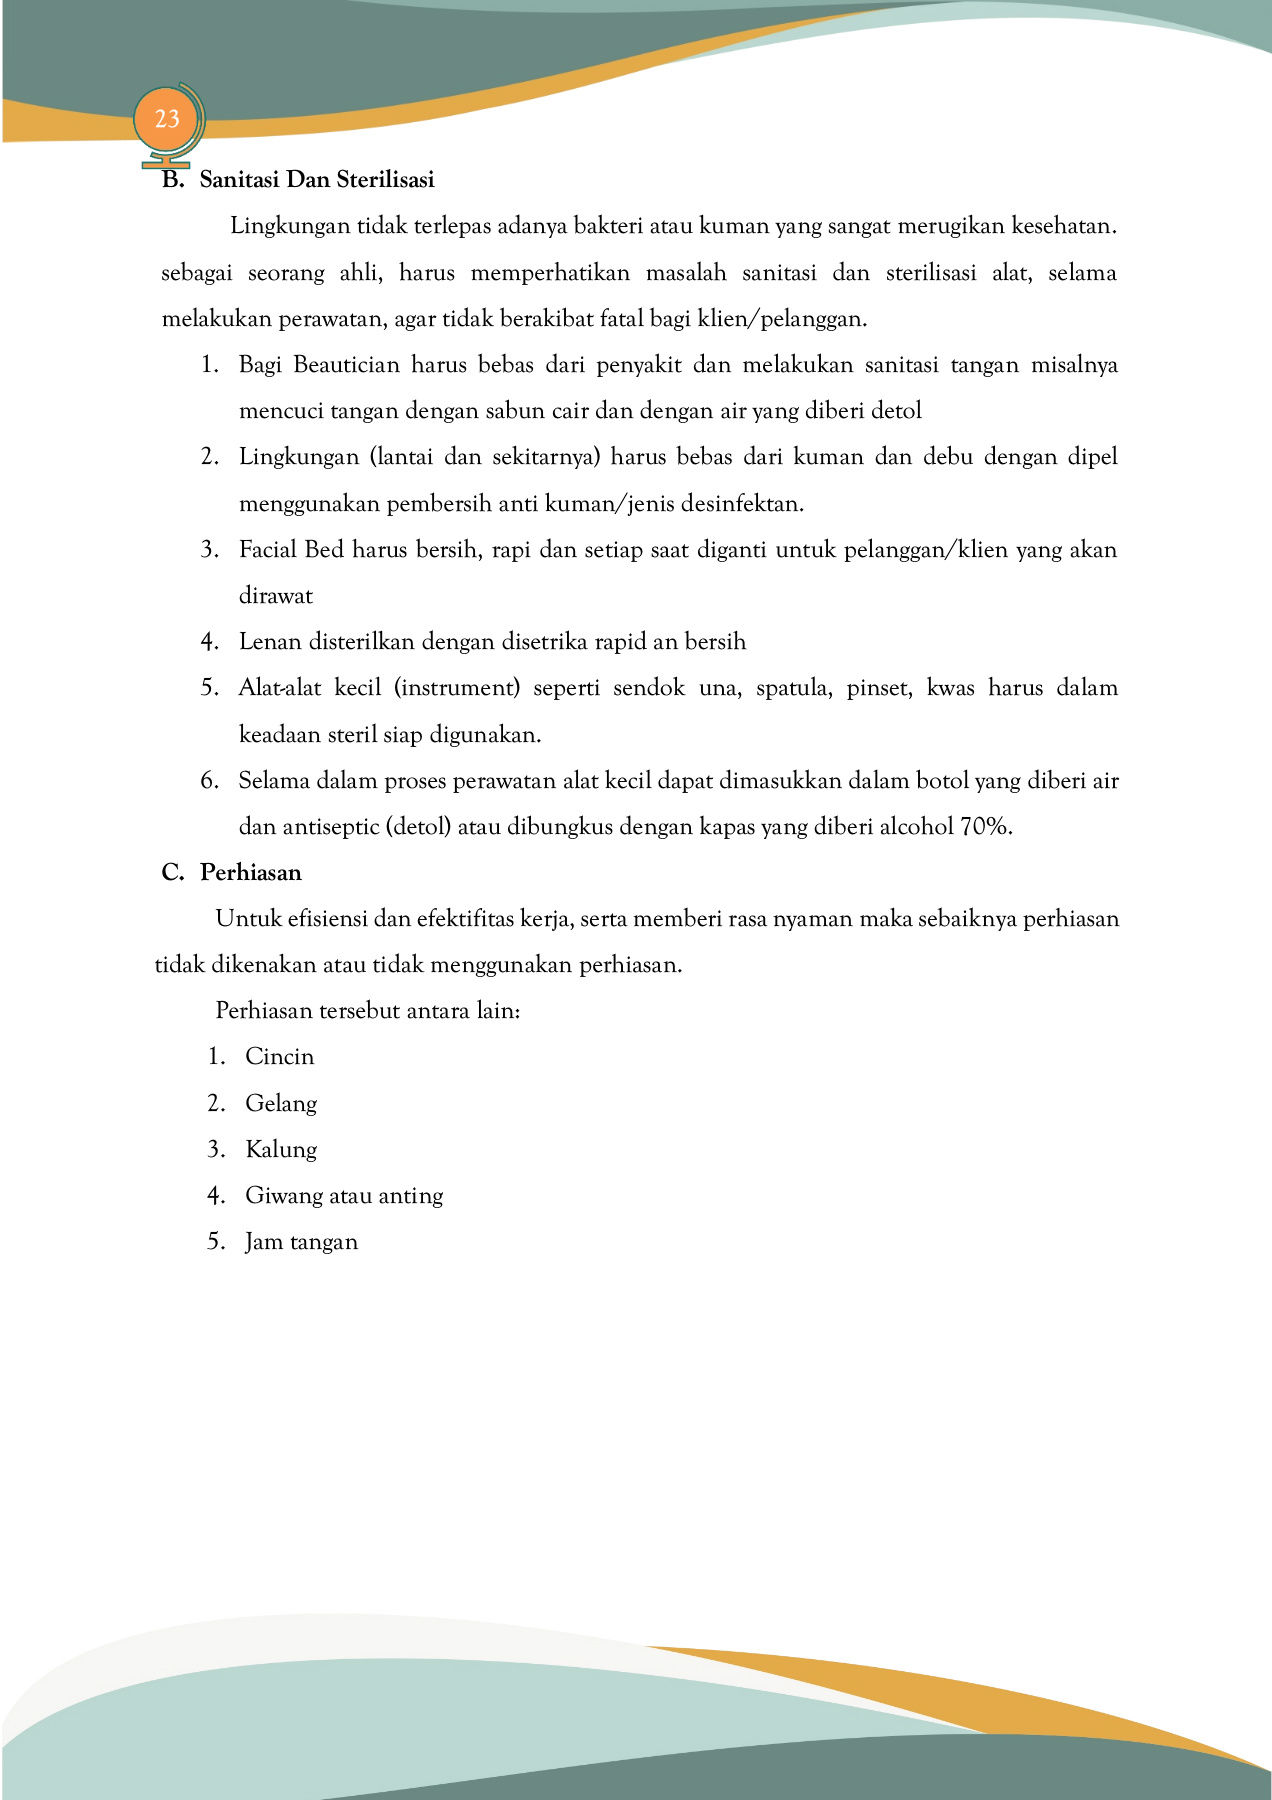 23
B. Sanitasi Dan Sterilisasi
Lingkungan tidak terlepas adanya bakteri atau kuman yang sangat merugikan kesehatan.
sebagai seorang ahli, harus memperhatikan masalah sanitasi dan sterilisasi alat, selama
melakukan perawatan, agar tidak berakibat fatal bagi klien/pelanggan.
1. Bagi Beautician harus bebas dari penyakit dan melakukan sanitasi tangan misalnya
mencuci tangan dengan sabun cair dan dengan air yang diberi detol
2. Lingkungan (lantai dan sekitarnya) harus bebas dari kuman dan debu dengan dipel
menggunakan pembersih anti kuman/jenis desinfektan.
3. Facial Bed harus bersih, rapi dan setiap saat diganti untuk pelanggan/klien yang akan
dirawat
4. Lenan disterilkan dengan disetrika rapid an bersih
5. Alat-alat kecil (instrument) seperti sendok una, spatula, pinset, kwas harus dalam
keadaan steril siap digunakan.
6. Selama dalam proses perawatan alat kecil dapat dimasukkan dalam botol yang diberi air
dan antiseptic (detol) atau dibungkus dengan kapas yang diberi alcohol 70%.
C. Perhiasan
Untuk efisiensi dan efektifitas kerja, serta memberi rasa nyaman maka sebaiknya perhiasan
tidak dikenakan atau tidak menggunakan perhiasan.
Perhiasan tersebut antara lain:
1. Cincin
2. Gelang
3. Kalung
4. Giwang atau anting
5. Jam tangan